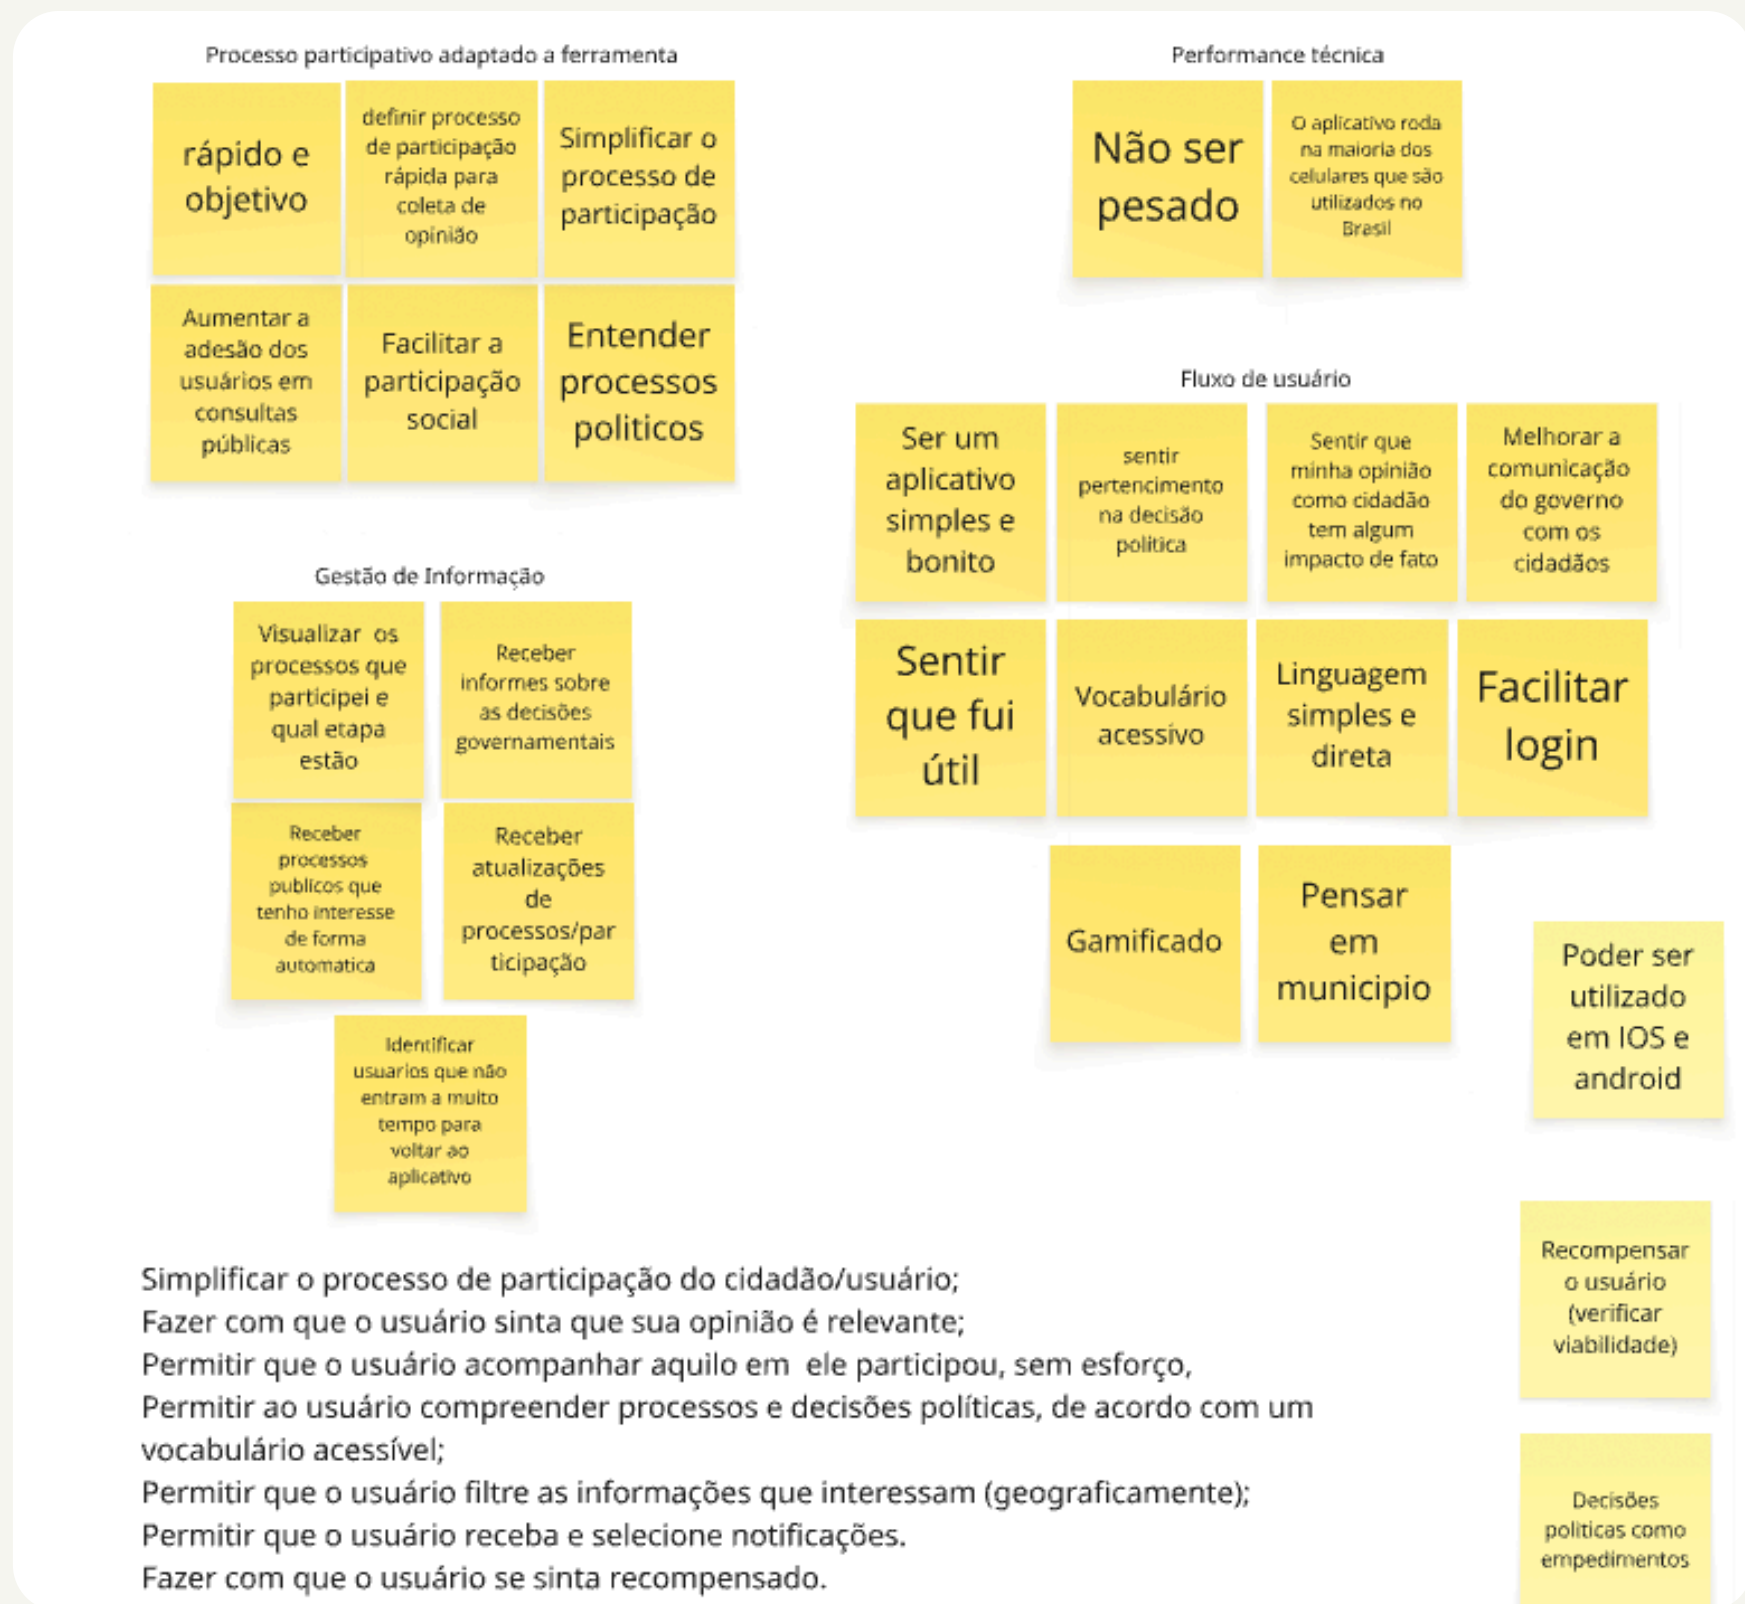 Processo participativo adaptado a ferramenta
rápido e
objetivo
definir processo
de participação
rápida para
coleta de
opinião
Simplificar o
processo de
participação
Aumentar a
adesão dos
usuários em
consultas
públicas
Facilitar a
participação
social
Entender
processos
politicos
Performance técnica
Não ser
pesado
O aplicativo roda
na maioria dos
celulares que são
utilizados no
Brasil
Fluxo de usuário
Ser um
aplicativo
simples e
bonito
sentir
pertencimento
na decisão
politica
Sentir que
minha opinião
como cidadão
tem algum
impacto de fato
Melhorar a
comunicação
do governo
com os
cidadãos
Sentir
que fui
útil
Vocabulário
acessivo
Linguagem
simples e
direta
Facilitar
login
Gamificado
Pensar
em
municipio
Gestão de Informação
Visualizar os
processos que
participei e
qual etapa
estão
Receber
informes sobre
as decisões
governamentais
Receber
processos
publicos que
tenho interesse
de forma
automatica
Receber
atualizações
de
processos/par
ticipação
Identificar
usuarios que não
entram a muito
tempo para
voltar ao
aplicativo
Poder ser
utilizado
em IOS e
android
Recompensar
o usuário
(verificar
viabilidade)
Decisões
politicas como
empedimentos
Simplificar o processo de participação do cidadão/usuário;
Fazer com que o usuário sinta que sua opinião é relevante;
Permitir que o usuário acompanhar aquilo em ele participou, sem esforço,
Permitir ao usuário compreender processos e decisões políticas, de acordo com um
vocabulário acessível;
Permitir que o usuário filtre as informações que interessam (geograficamente);
Permitir que o usuário receba e selecione notificações.
Fazer com que o usuário se sinta recompensado.